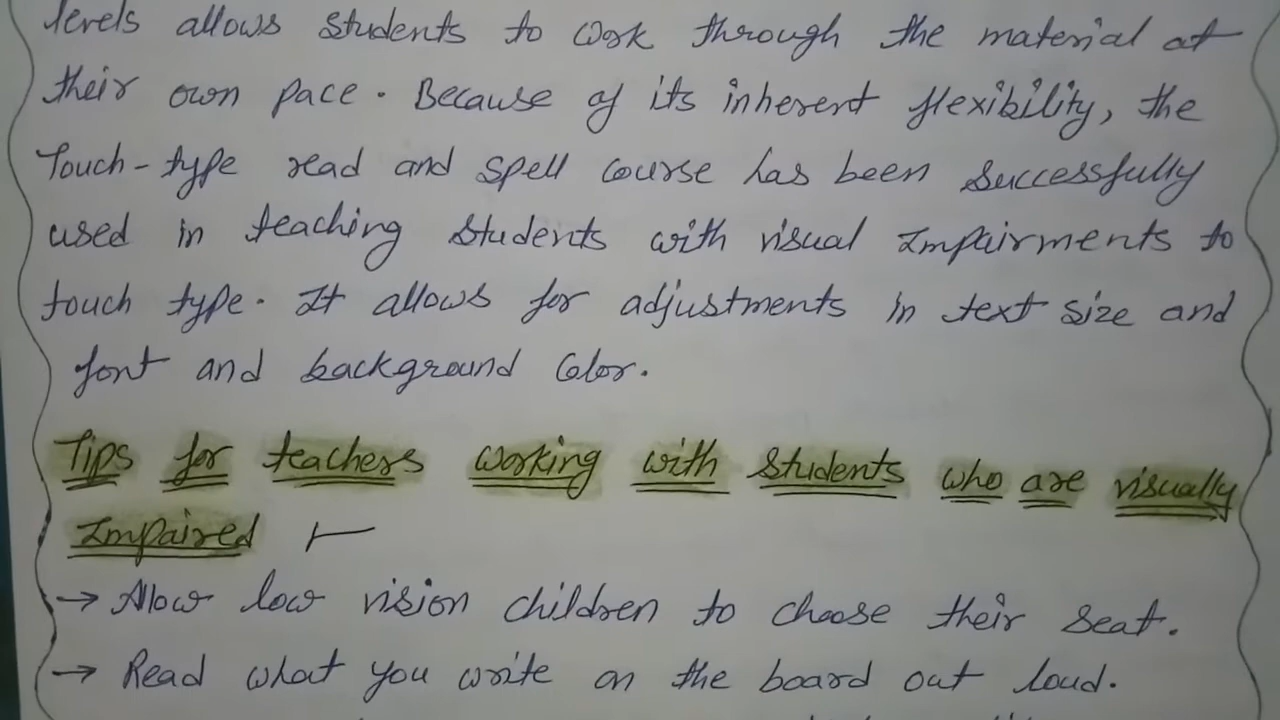 levels allows students to work through the material at
their own pace. Because of its inherent flexibility, the
Touch-type read and spell course has been successfully
used in teaching students with visual Impairments to
touch type. It allows for adjustments in text size and
font and background Color.
Tips for teachers working with students who are visually
Impaired :-
→ Allow low vision children to choose their seat.
→ Read what you write on the board out loud.